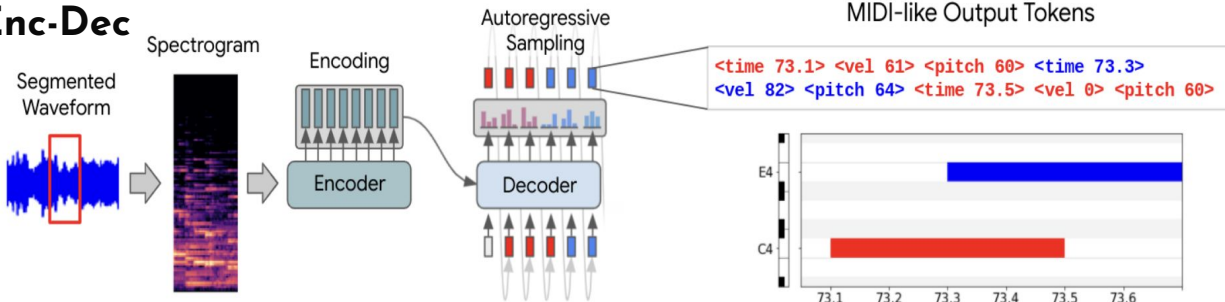 Enc-Dec
Segmented
Waveform
Spectrogram
Encoding
Encoder
Autoregressive
Sampling
Decoder
MIDI-like Output Tokens
<time 73.1> <vel 61> <pitch 60> <time 73.3>
<vel 82> <pitch 64> <time 73.5> <vel 0> <pitch 60>
E4
C4
73.1 73.2 73.3 73.4 73.5 73.6